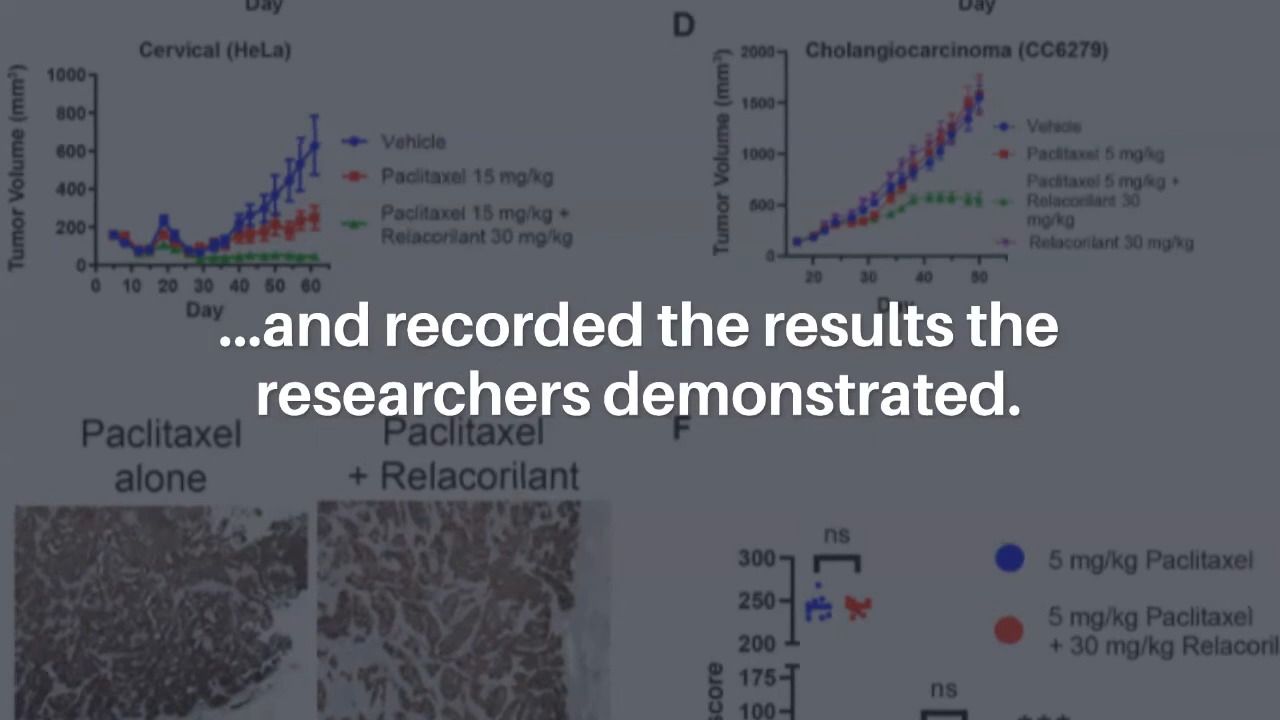 Day
Day
D
Cervical (HeLa)
Tumor Volume (mm³)
1000
800
600
400
200
0
0 10 20 30 40 50 60
Day
Vehicle
Paclitaxel 15 mg/kg
Paclitaxel 15 mg/kg +
Relacorilant 30 mg/kg
Cholangiocarcinoma (CC6279)
Tumor Volume (mm³)
2000
1500
1000
500
0
20 30 40 50
Day
Vehicle
Paclitaxel 5 mg/kg
Paclitaxel 5 mg/kg +
Relacorilant 30
mg/kg
Relacorilant 30 mg/kg
...and recorded the results the
researchers demonstrated.
Paclitaxel
alone
Paclitaxel
+ Relacorilant
F
ns
300
250
200
175
100
score
ns
***
5 mg/kg Paclitaxel
5 mg/kg Paclitaxel
+ 30 mg/kg Relacoril